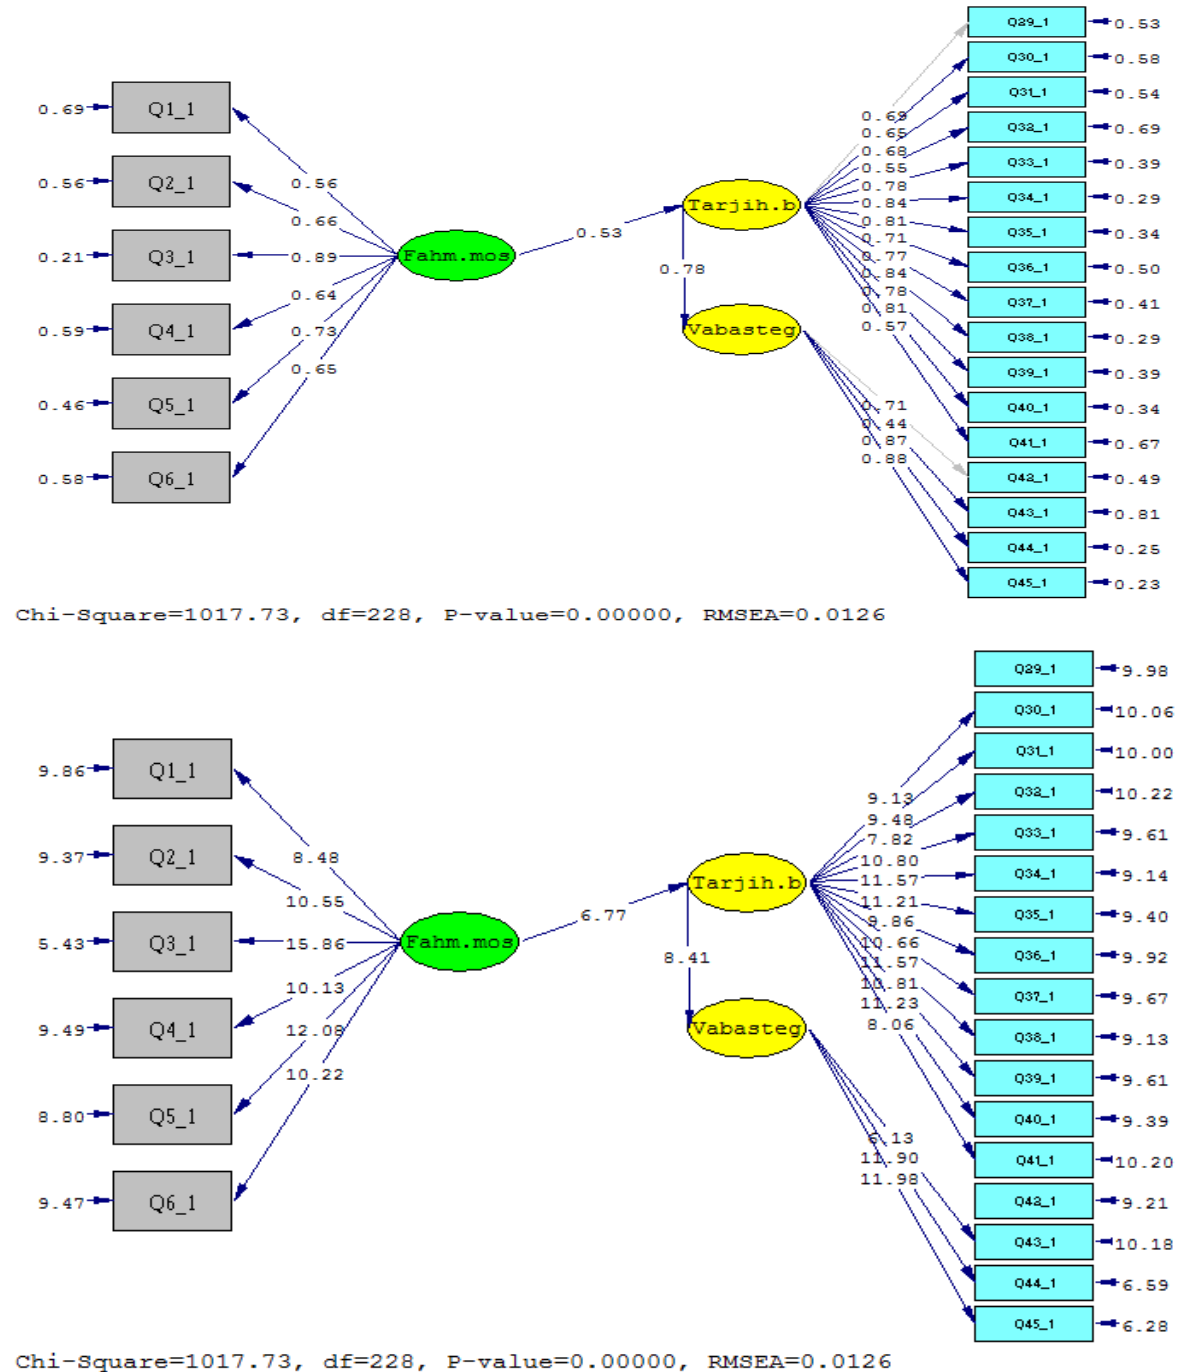 Q29_1 0.53
Q30_1 0.58
Q31_1 0.54
Q32_1 0.69
Q33_1 0.39
Q34_1 0.29
Q35_1 0.34
Q36_1 0.50
Q37_1 0.41
Q38_1 0.29
Q39_1 0.39
Q40_1 0.34
Q41_1 0.67
Q42_1 0.49
Q43_1 0.81
Q44_1 0.25
Q45_1 0.23
0.69 Q1_1
0.56 Q2_1
0.21 Q3_1
0.59 Q4_1
0.46 Q5_1
0.58 Q6_1
0.56
0.66
0.89
0.64
0.73
0.65
Fahm.mos
0.53
Tarjih.b
0.78
Vabasteg
0.69
0.65
0.68
0.55
0.78
0.84
0.81
0.71
0.77
0.84
0.78
0.81
0.57
0.71
0.44
0.87
0.88
Chi-Square=1017.73, df=228, P-value=0.00000, RMSEA=0.0126
Q29_1 9.98
Q30_1 10.06
Q31_1 10.00
Q32_1 10.22
Q33_1 9.61
Q34_1 9.14
Q35_1 9.40
Q36_1 9.92
Q37_1 9.67
Q38_1 9.13
Q39_1 9.61
Q40_1 9.39
Q41_1 10.20
Q42_1 9.21
Q43_1 10.18
Q44_1 6.59
Q45_1 6.28
9.86 Q1_1
9.37 Q2_1
5.43 Q3_1
9.49 Q4_1
8.80 Q5_1
9.47 Q6_1
8.48
10.55
15.86
10.13
12.08
10.22
Fahm.mos
6.77
Tarjih.b
8.41
Vabasteg
9.13
9.48
7.82
10.80
11.57
11.21
9.86
10.66
11.57
10.81
11.23
8.06
6.13
11.90
11.98
Chi-Square=1017.73, df=228, P-value=0.00000, RMSEA=0.0126